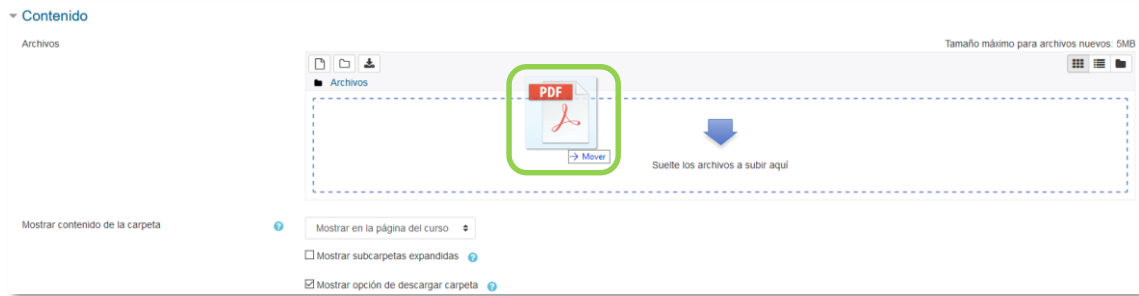 Contenido
Archivos
Tamaño máximo para archivos nuevos: 5MB
Archivos
PDF
Mover
Suelte los archivos a subir aquí
Mostrar contenido de la carpeta
Mostrar en la página del curso
Mostrar subcarpetas expandidas
Mostrar opción de descargar carpeta